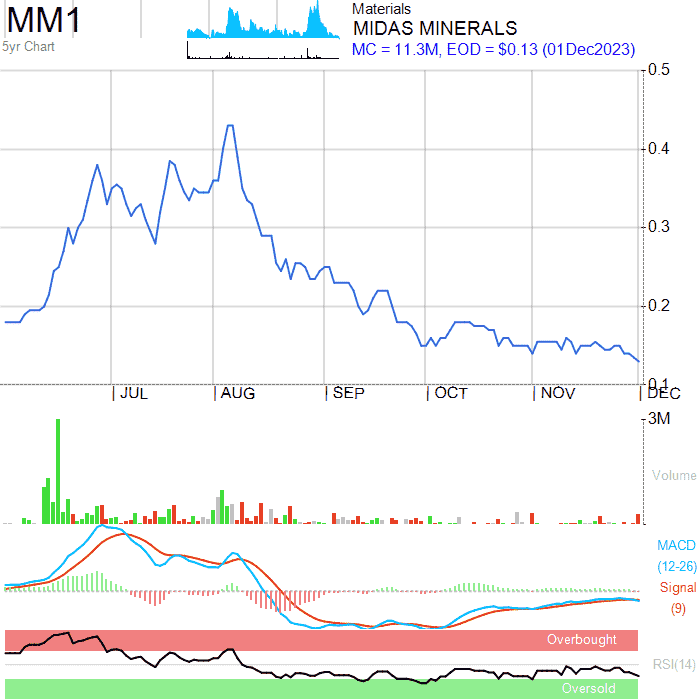 MM1
5yr Chart
Materials
MIDAS MINERALS
MC = 11.3M, EOD = $0.13 (01Dec2023)
0.5
0.4
0.3
0.2
0.1
JUL AUG SEP OCT NOV DEC
3M
Volume
MACD
(12-26)
Signal
(9)
Overbought
RSI(14)
Oversold